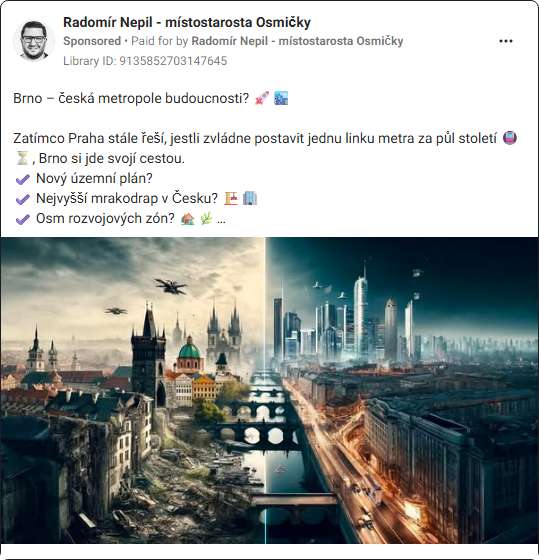 Radomír Nepil - místostarosta Osmičky
Sponsored • Paid for by Radomír Nepil - místostarosta Osmičky
Library ID: 9135852703147645
Brno – česká metropole budoucnosti? 🚀 🌃
Zatímco Praha stále řeší, jestli zvládne postavit jednu linku metra za půl století 🔮
⏳ , Brno si jde svojí cestou.
✔ Nový územní plán?
✔ Nejvyšší mrakodrap v Česku? 🏗 🏢
✔ Osm rozvojových zón? 🏠 🌿 ...